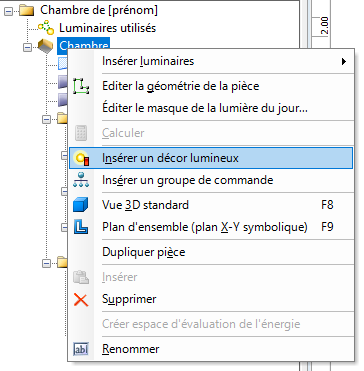 Chambre de [prénom]
Luminaires utilisés
Chambre
2.00
Insérer luminaires
Editer la géométrie de la pièce
Éditer le masque de la lumière du jour...
Calculer
Insérer un décor lumineux
Insérer un groupe de commande
Vue 3D standard F8
Plan d'ensemble (plan X-Y symbolique) F9
Dupliquer pièce
Insérer
Supprimer
Créer espace d'évaluation de l'énergie
ab Renommer